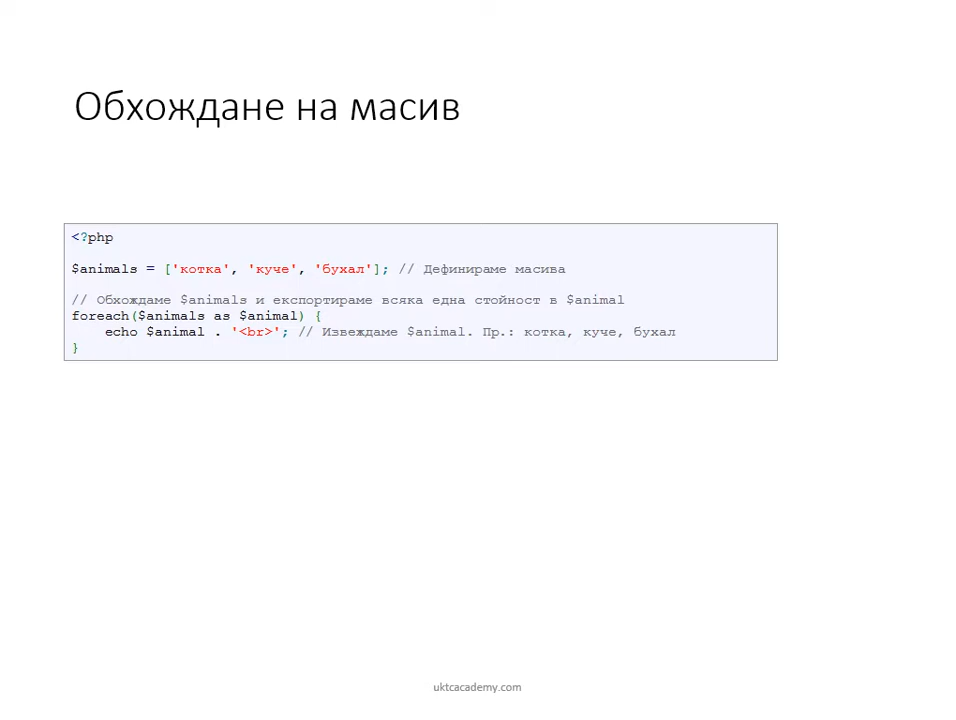 Обхождане на масив
<?php
$animals = ['котка', 'куче', 'бухал']; // Дефинираме масива
// Обхождаме $animals и експортираме всяка една стойност в $animal
foreach($animals as $animal) {
    echo $animal . '<br>'; // Извеждаме $animal. Пр.: котка, куче, бухал
}
uktcacademy.com